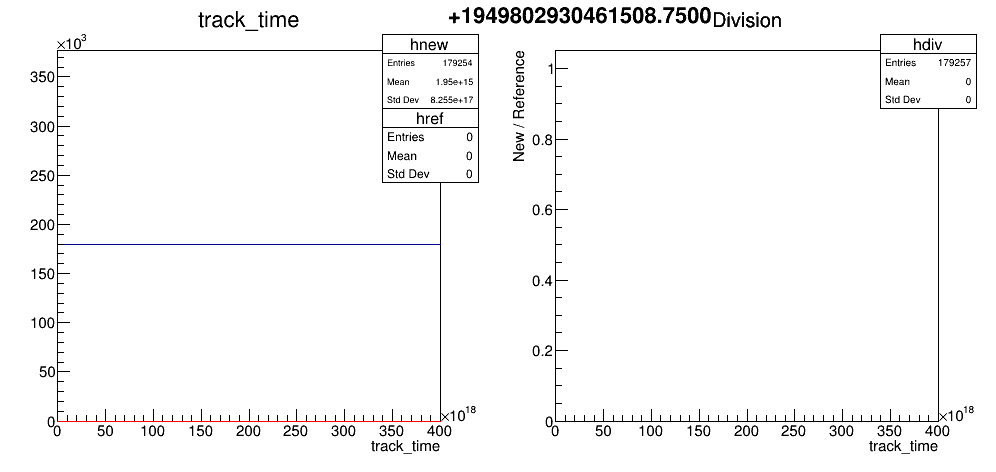 track_time
+1949802930461508.7500
Division
×10³
hnew
Entries 179254
Mean 1.95e+15
Std Dev 8.255e+17
href
Entries 0
Mean 0
Std Dev 0
350
300
250
200
150
100
50
0
0 50 100 150 200 250 300 350 400
×10¹⁸
track_time
hdiv
Entries 179257
Mean 0
Std Dev 0
New / Reference
1
0.8
0.6
0.4
0.2
0
0 50 100 150 200 250 300 350 400
×10¹⁸
track_time